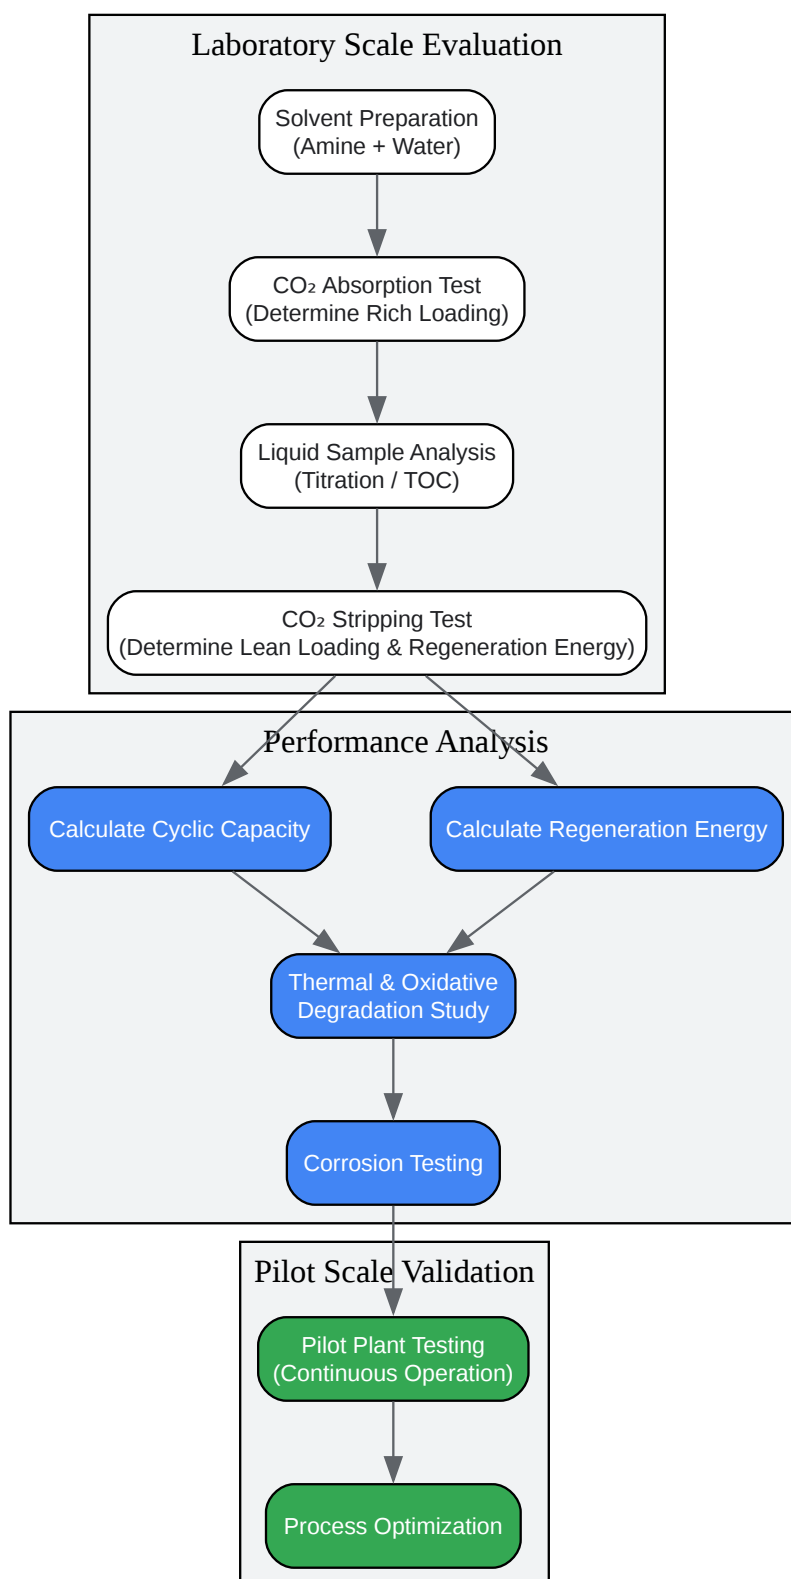 Laboratory Scale Evaluation
Solvent Preparation
(Amine + Water)
CO₂ Absorption Test
(Determine Rich Loading)
Liquid Sample Analysis
(Titration / TOC)
CO₂ Stripping Test
(Determine Lean Loading & Regeneration Energy)
Performance Analysis
Calculate Cyclic Capacity
Calculate Regeneration Energy
Thermal & Oxidative
Degradation Study
Corrosion Testing
Pilot Scale Validation
Pilot Plant Testing
(Continuous Operation)
Process Optimization